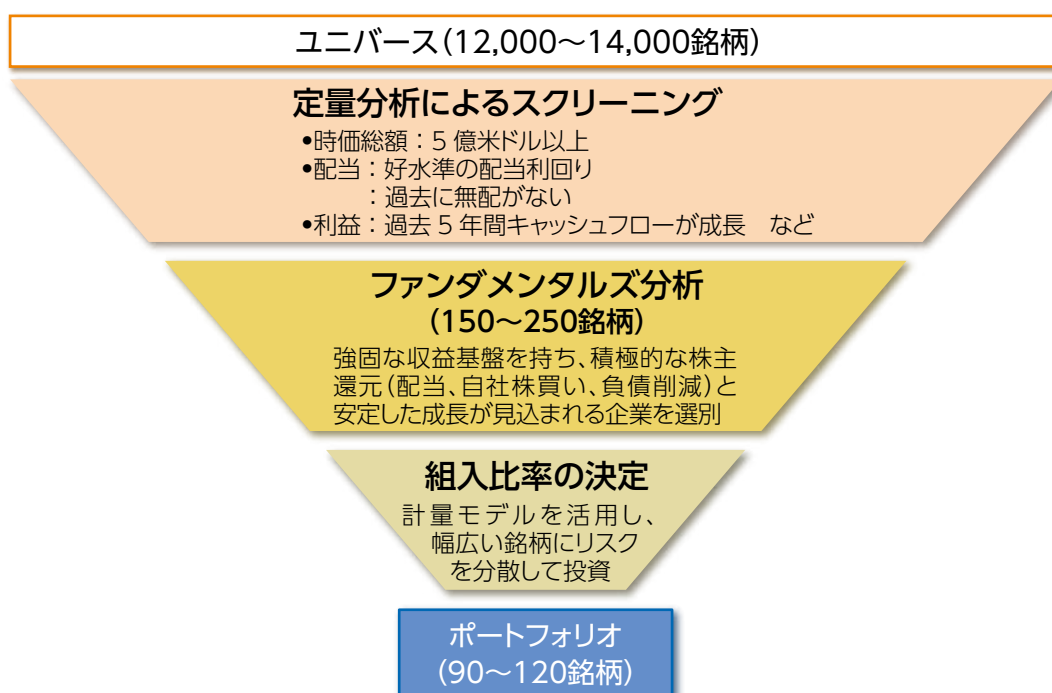 ユニバース(12,000〜14,000銘柄)
定量分析によるスクリーニング
•時価総額：5 億米ドル以上
•配当：好水準の配当利回り
：過去に無配がない
•利益：過去 5 年間キャッシュフローが成長　など
ファンダメンタルズ分析
(150〜250銘柄)
強固な収益基盤を持ち、積極的な株主
還元(配当、自社株買い、負債削減)と
安定した成長が見込まれる企業を選別
組入比率の決定
計量モデルを活用し、
幅広い銘柄にリスク
を分散して投資
ポートフォリオ
(90〜120銘柄)